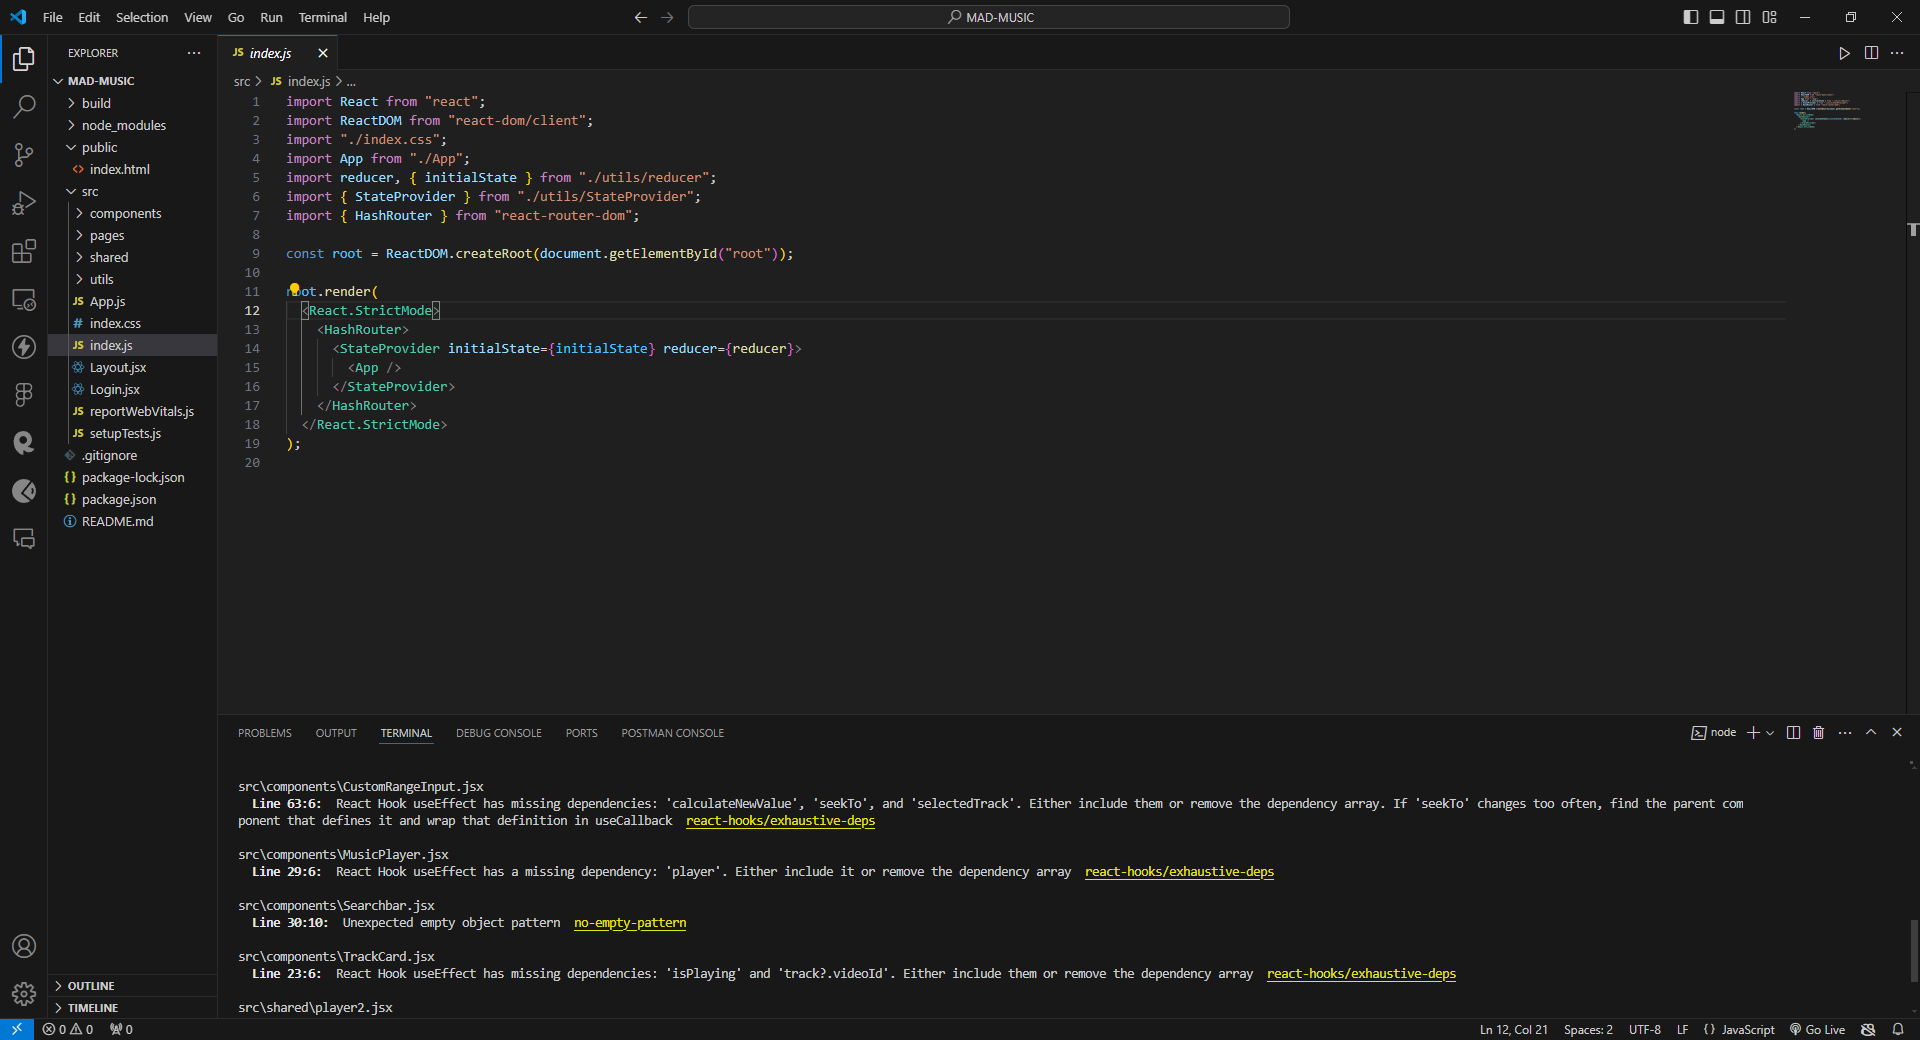 File Edit Selection View Go Run Terminal Help
MAD-MUSIC
EXPLORER
MAD-MUSIC
build
node_modules
public
index.html
src
components
pages
shared
utils
App.js
index.css
index.js
Layout.jsx
Login.jsx
reportWebVitals.js
setupTests.js
.gitignore
package-lock.json
package.json
README.md
OUTLINE
TIMELINE
JS index.js
src > JS index.js > ...
1 import React from "react";
2 import ReactDOM from "react-dom/client";
3 import "./index.css";
4 import App from "./App";
5 import reducer, { initialState } from "./utils/reducer";
6 import { StateProvider } from "./utils/StateProvider";
7 import { HashRouter } from "react-router-dom";
8
9 const root = ReactDOM.createRoot(document.getElementById("root"));
10
11 root.render(
12 <React.StrictMode>
13 <HashRouter>
14 <StateProvider initialState={initialState} reducer={reducer}>
15 <App />
16 </StateProvider>
17 </HashRouter>
18 </React.StrictMode>
19 );
20
PROBLEMS OUTPUT TERMINAL DEBUG CONSOLE PORTS POSTMAN CONSOLE
node
src\components\CustomRangeInput.jsx
Line 63:6: React Hook useEffect has missing dependencies: 'calculateNewValue', 'seekTo', and 'selectedTrack'. Either include them or remove the dependency array. If 'seekTo' changes too often, find the parent com
ponent that defines it and wrap that definition in useCallback react-hooks/exhaustive-deps
src\components\MusicPlayer.jsx
Line 29:6: React Hook useEffect has a missing dependency: 'player'. Either include it or remove the dependency array react-hooks/exhaustive-deps
src\components\Searchbar.jsx
Line 30:10: Unexpected empty object pattern no-empty-pattern
src\components\TrackCard.jsx
Line 23:6: React Hook useEffect has missing dependencies: 'isPlaying' and 'track?.videoId'. Either include them or remove the dependency array react-hooks/exhaustive-deps
src\shared\player2.jsx
0 0 0
Ln 12, Col 21 Spaces: 2 UTF-8 LF {} JavaScript Go Live